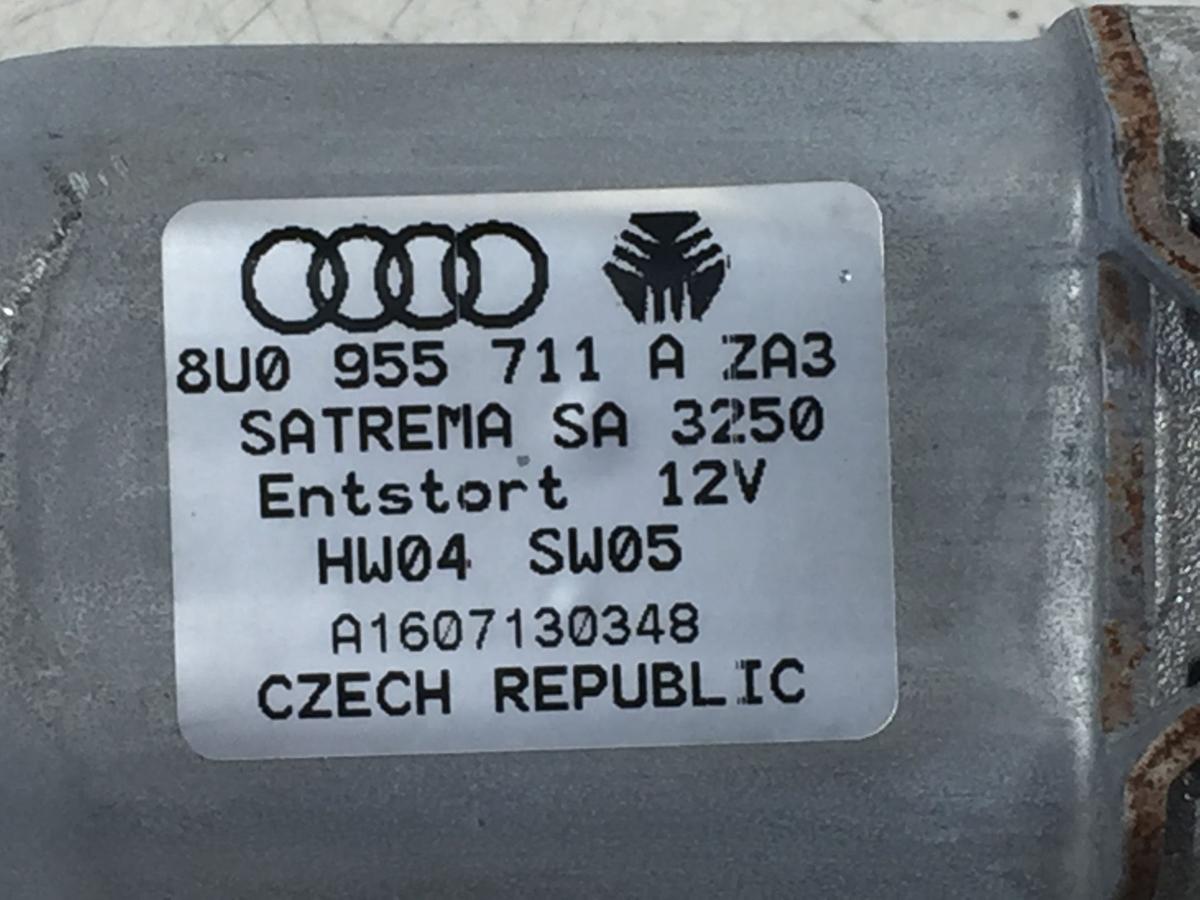 8U0 955 711 A ZA3
SATREMA SA 3250
Entstort 12V
HW04 SW05
A1607130348
CZECH REPUBLIC